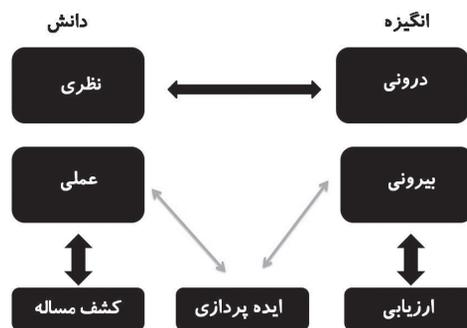 انگیزه
دانش
درونی
نظری
بیرونی
عملی
ارزیابی
ایده پردازی
کشف مساله